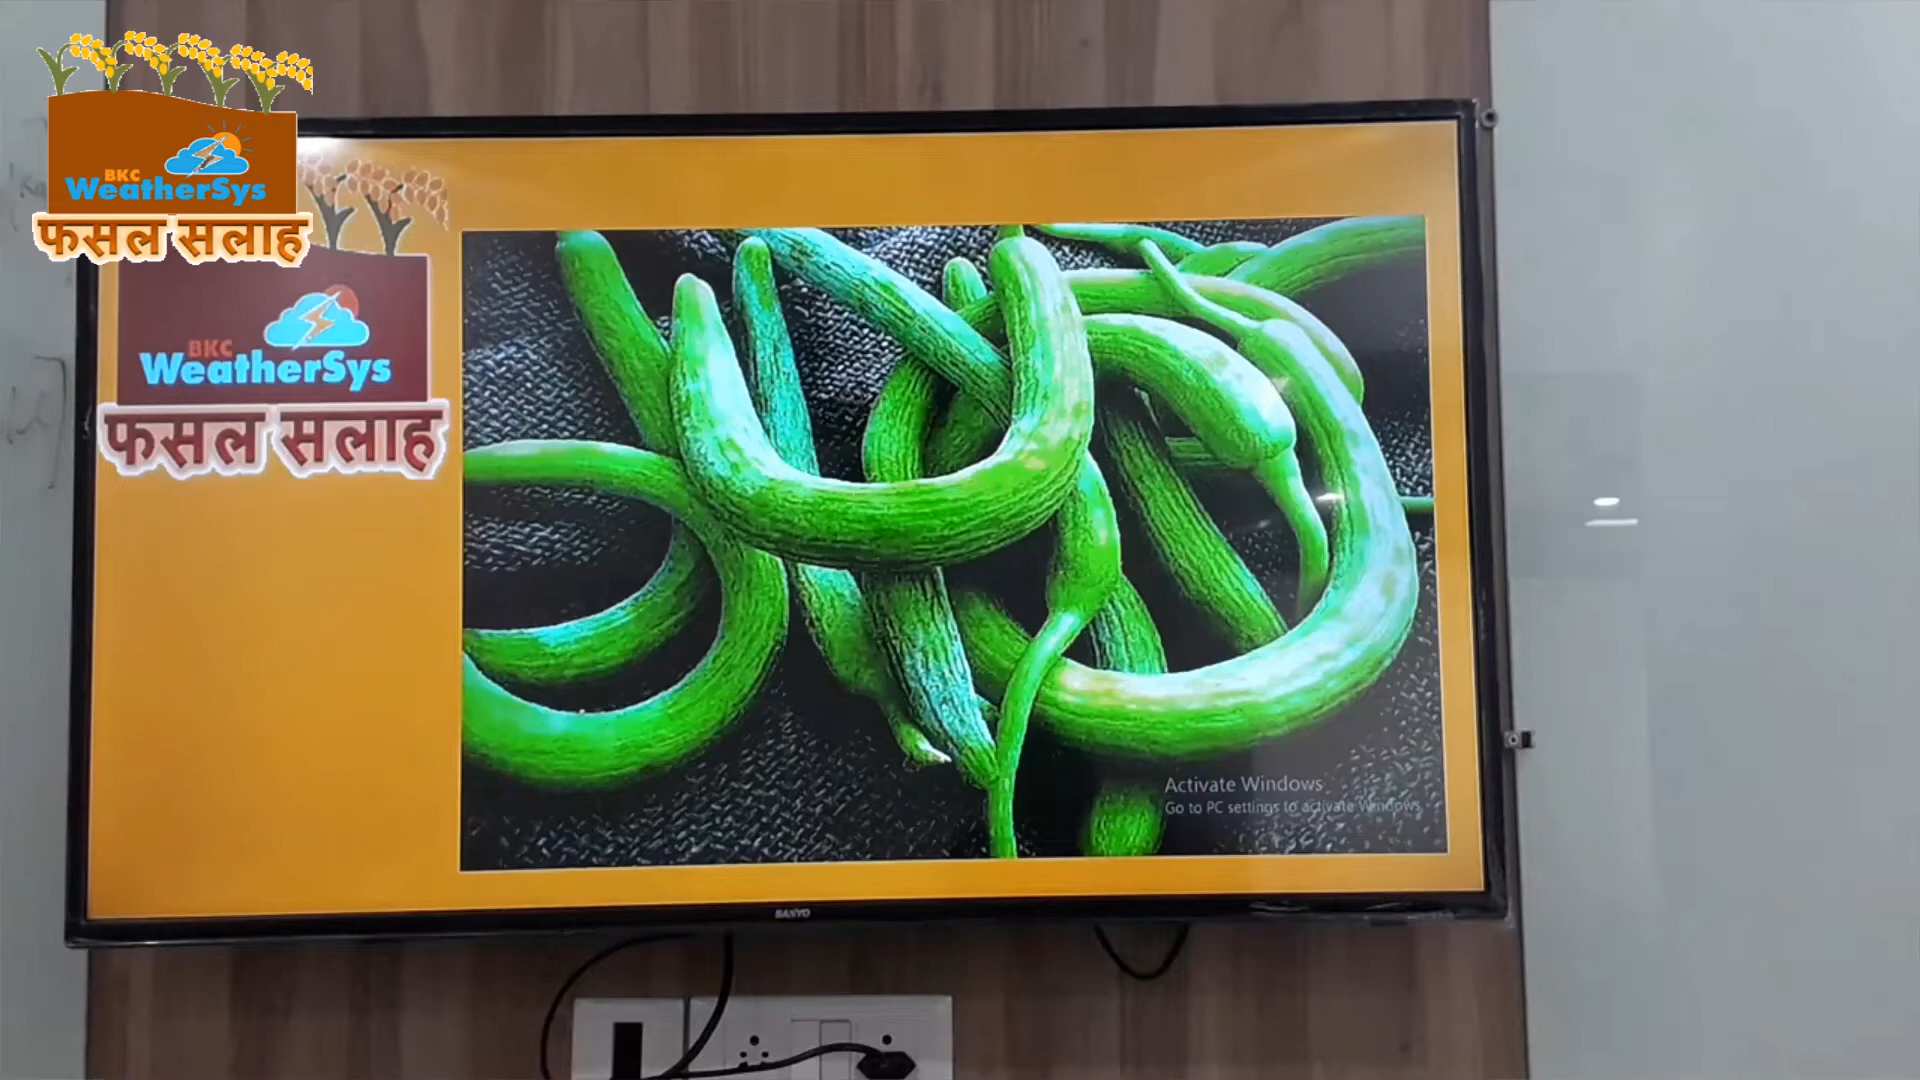 BKC
WeatherSys
फसल सलाह
BKC
WeatherSys
फसल सलाह
Activate Windows
Go to PC settings to activate Windows.
SANYO